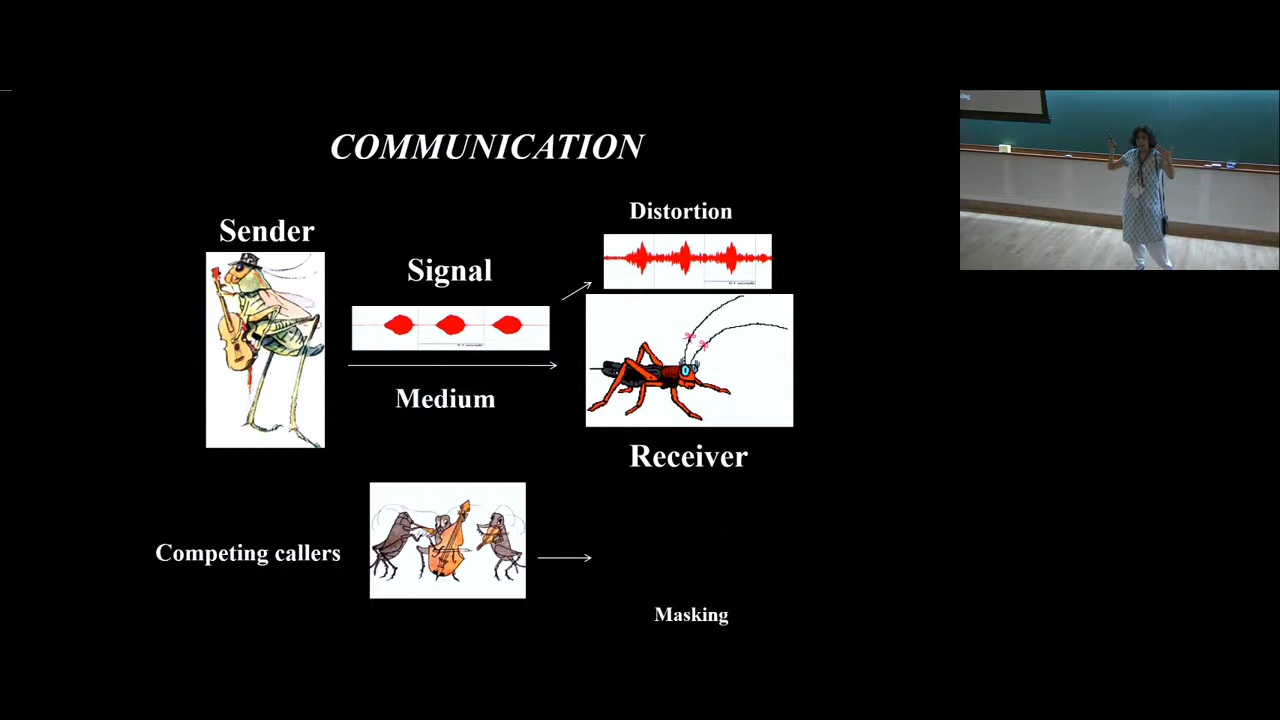 COMMUNICATION
Sender
Signal
Medium
Distortion
Receiver
Competing callers
Masking